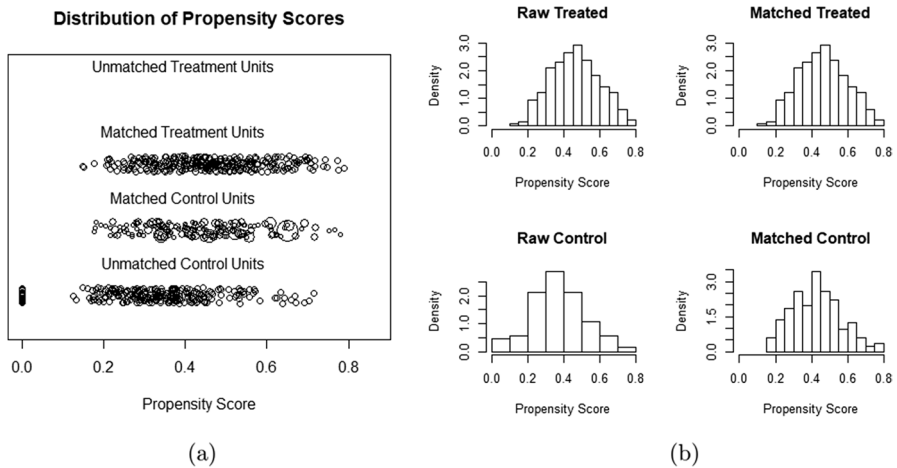 Distribution of Propensity Scores
Unmatched Treatment Units
Matched Treatment Units
Matched Control Units
Unmatched Control Units
0.0 0.2 0.4 0.6 0.8
Propensity Score
(a)
Raw Treated
Density
0.0 1.0 2.0 3.0
0.0 0.2 0.4 0.6 0.8
Propensity Score
Matched Treated
Density
0.0 1.0 2.0 3.0
0.0 0.2 0.4 0.6 0.8
Propensity Score
Raw Control
Density
0.0 1.0 2.0
0.0 0.2 0.4 0.6 0.8
Propensity Score
Matched Control
Density
0.0 1.5 3.0
0.0 0.2 0.4 0.6 0.8
Propensity Score
(b)